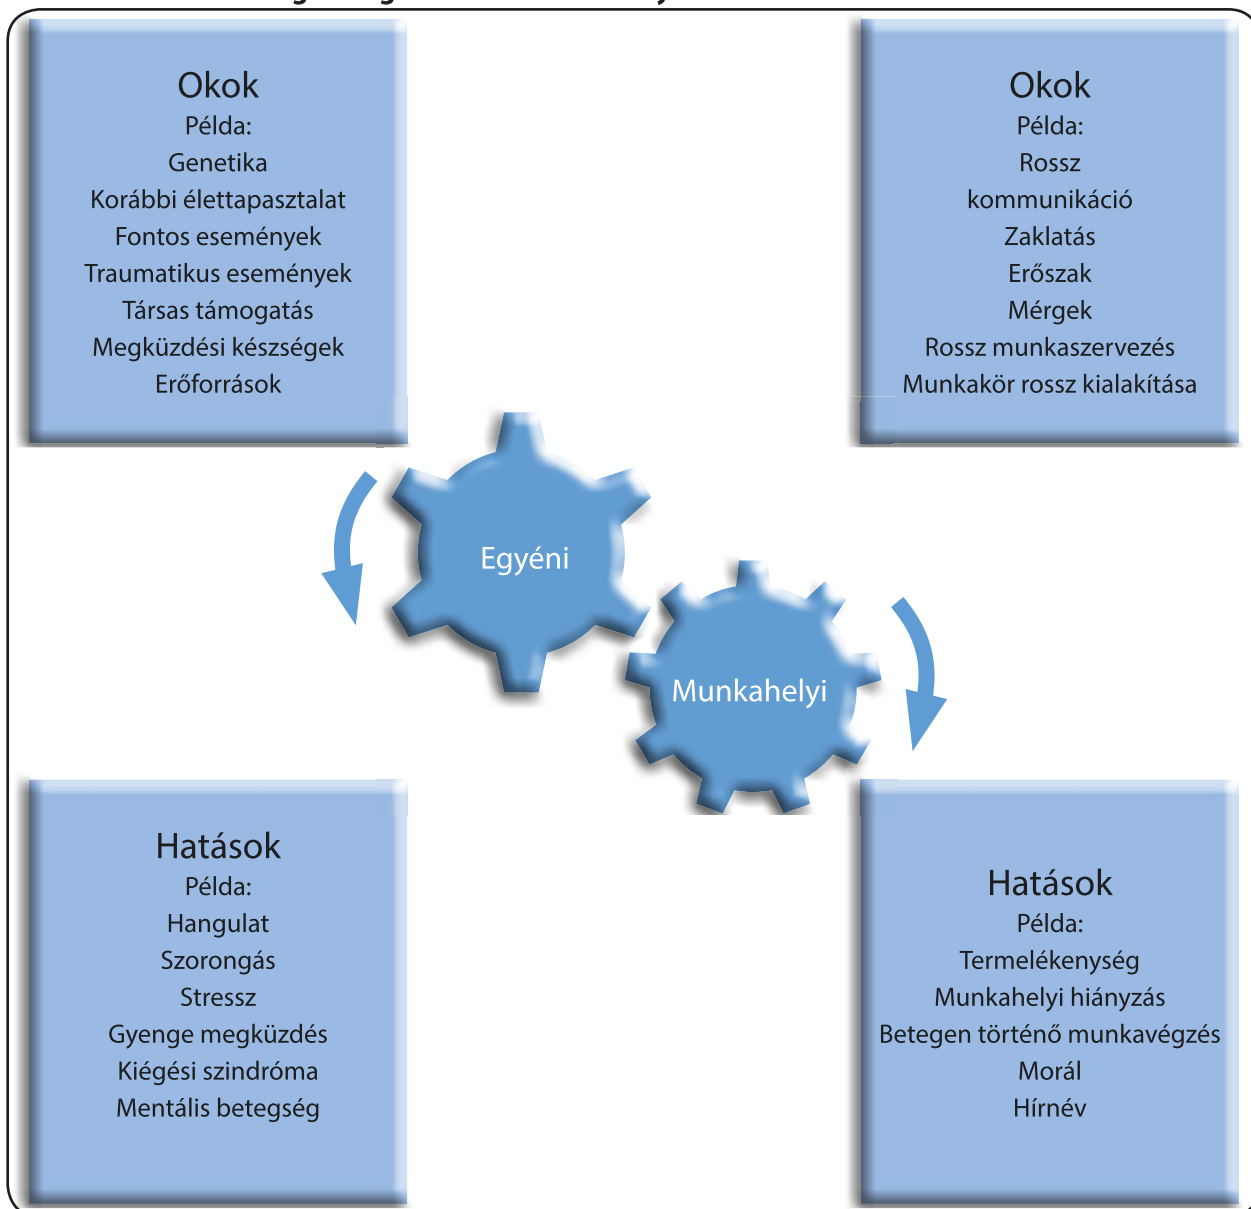 Okok
Példa:
Genetika
Korábbi élettapasztalat
Fontos események
Traumatikus események
Társas támogatás
Megküzdési készségek
Erőforrások
Okok
Példa:
Rossz
kommunikáció
Zaklatás
Erőszak
Mérgek
Rossz munkaszervezés
Munkakör rossz kialakítása
Egyéni
Munkahelyi
Hatások
Példa:
Hangulat
Szorongás
Stressz
Gyenge megküzdés
Kiégési szindróma
Mentális betegség
Hatások
Példa:
Termelékenység
Munkahelyi hiányzás
Betegen történő munkavégzés
Morál
Hírnév